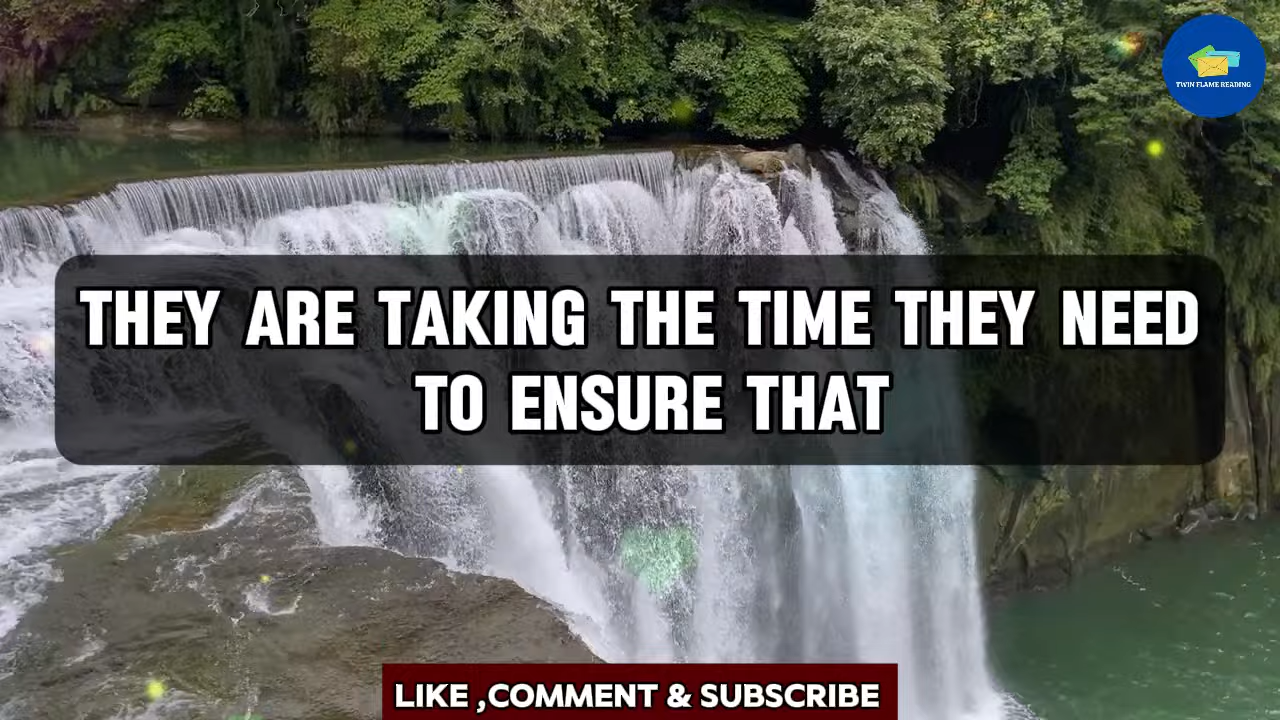 TWIN FLAME READING
THEY ARE TAKING THE TIME THEY NEED
TO ENSURE THAT
LIKE ,COMMENT & SUBSCRIBE